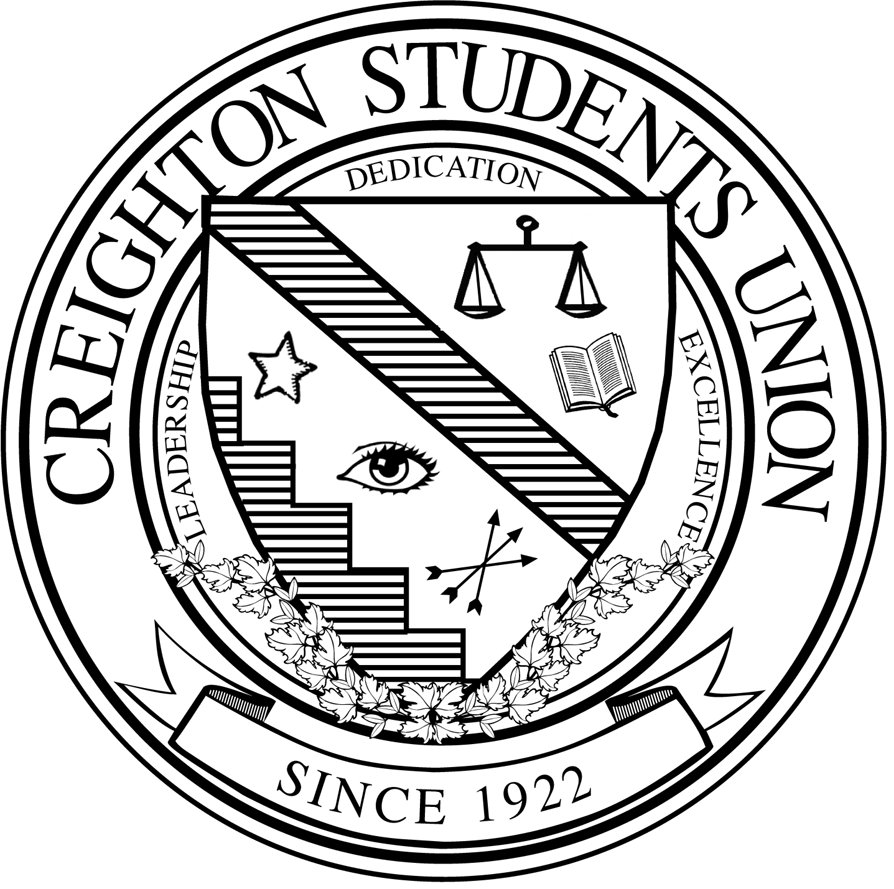 CREIGHTON STUDENTS UNION
DEDICATION
LEADERSHIP
EXCELLENCE
SINCE 1922